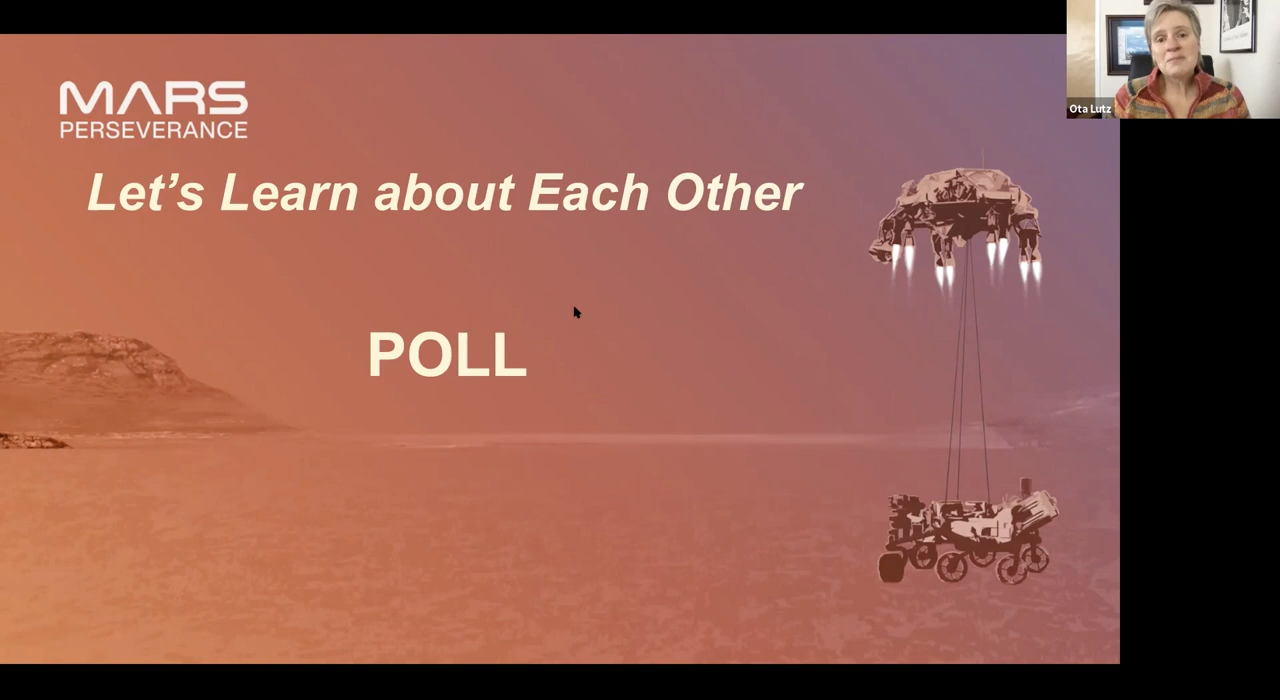 MARS
PERSEVERANCE
Let’s Learn about Each Other
POLL
Ota Lutz